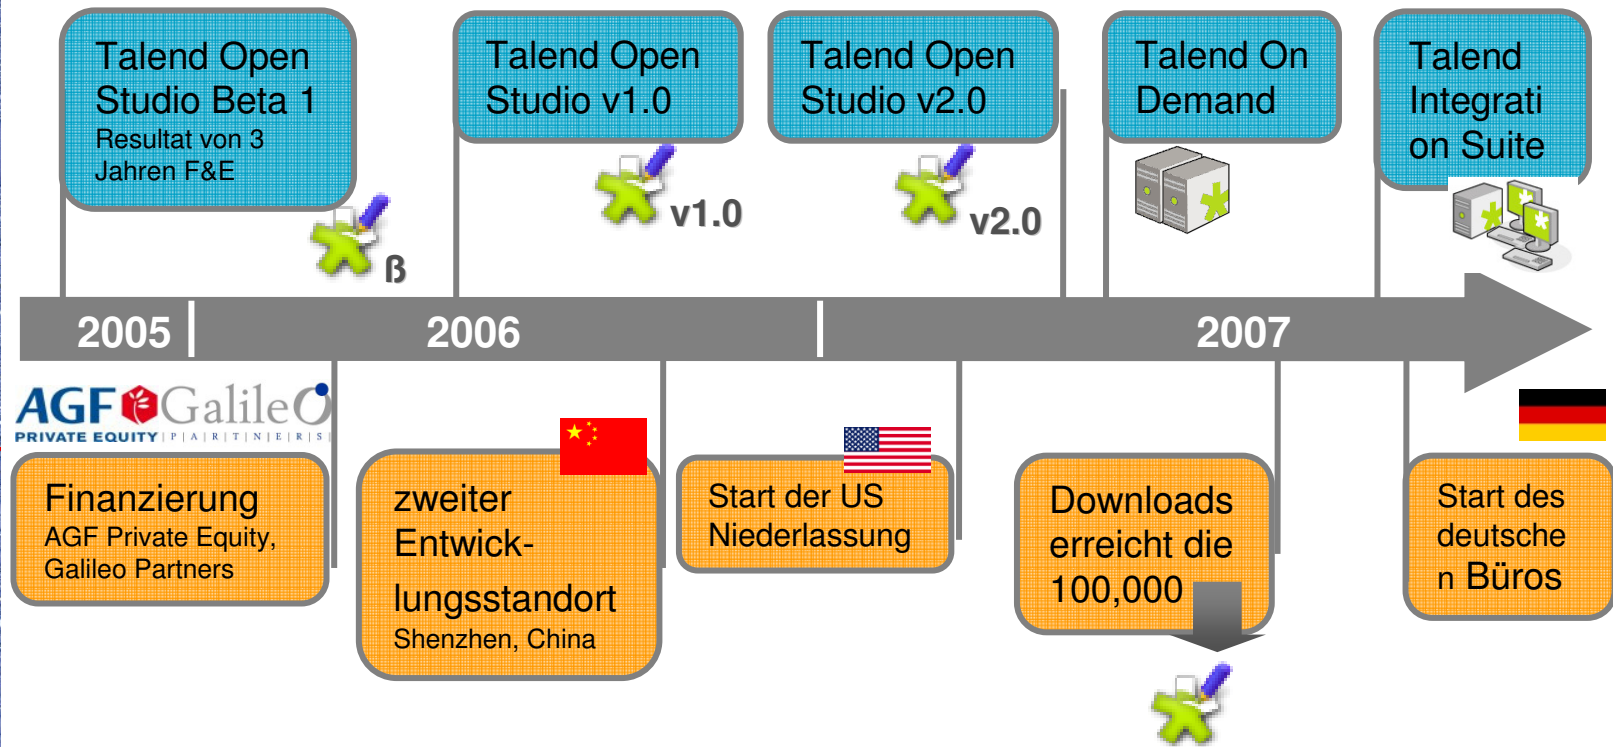 Talend Open
Studio Beta 1
Resultat von 3
Jahren F&E
ß
Talend Open
Studio v1.0
v1.0
Talend Open
Studio v2.0
v2.0
Talend On
Demand
Talend
Integrati
on Suite
2005
2006
2007
AGF Galileo
PRIVATE EQUITY |P|A|R|T|N|E|R|S|
Finanzierung
AGF Private Equity,
Galileo Partners
zweiter
Entwick-
lungsstandort
Shenzhen, China
Start der US
Niederlassung
Downloads
erreicht die
100,000
Start des
deutsche
n Büros